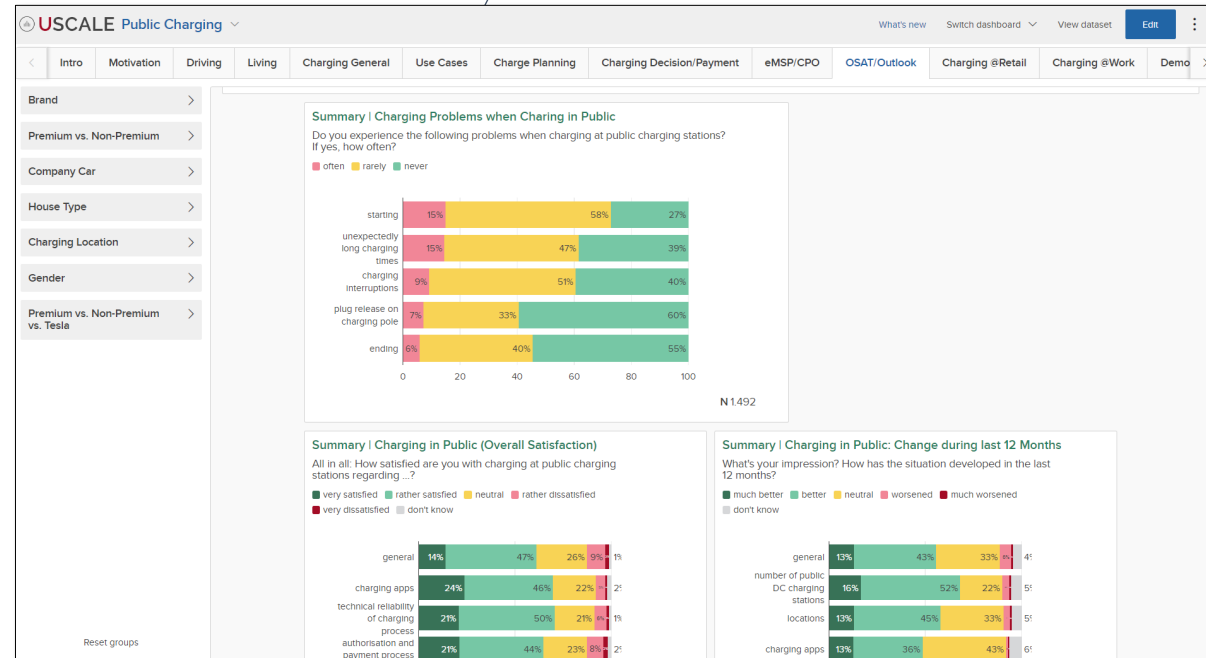 USCALE Public Charging
What's new Switch dashboard View dataset Edit
Intro Motivation Driving Living Charging General Use Cases Charge Planning Charging Decision/Payment eMSP/CPO OSAT/Outlook Charging @Retail Charging @Work Demo
Brand
Premium vs. Non-Premium
Company Car
House Type
Charging Location
Gender
Premium vs. Non-Premium
vs. Tesla
Reset groups
Summary | Charging Problems when Charing in Public
Do you experience the following problems when charging at public charging stations?
If yes, how often?
often rarely never
starting 15% 58% 27%
unexpectedly
long charging
times
15% 47% 39%
charging
interruptions
9% 51% 40%
plug release on
charging pole
7% 33% 60%
ending 6% 40% 55%
0 20 40 60 80 100
N 1.492
Summary | Charging in Public (Overall Satisfaction)
All in all: How satisfied are you with charging at public charging
stations regarding ...?
very satisfied rather satisfied neutral rather dissatisfied
very dissatisfied don't know
general 14% 47% 26% 9% 1%
charging apps 24% 46% 22%
technical reliability
of charging
process
21% 50% 21% 1%
authorisation and
payment process
21% 44% 23% 8%
Summary | Charging in Public: Change during last 12 Months
What's your impression? How has the situation developed in the last
12 months?
much better better neutral worsened much worsened
don't know
general 13% 43% 33%
number of public
DC charging
stations
16% 52% 22%
locations 13% 45% 33%
charging apps 13% 36% 43%